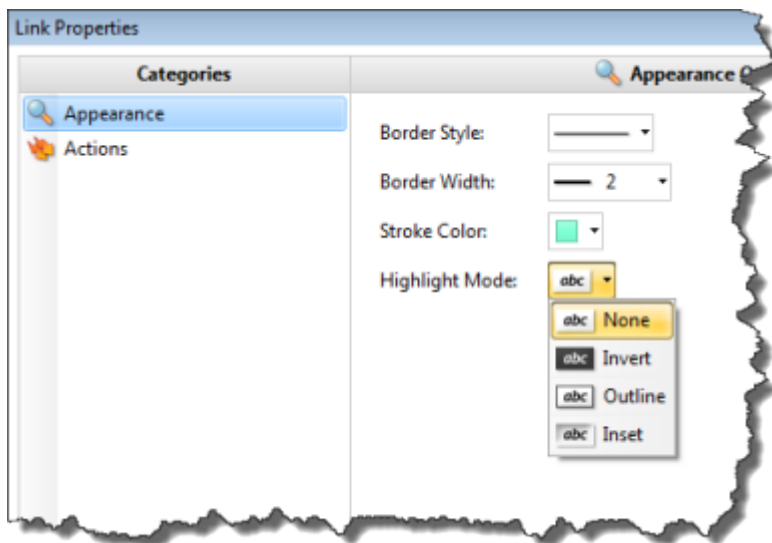 Link Properties
Categories
Appearance
Appearance
Actions
Border Style:
Border Width:
2
Stroke Color:
Highlight Mode:
abc
abc None
abc Invert
abc Outline
abc Inset